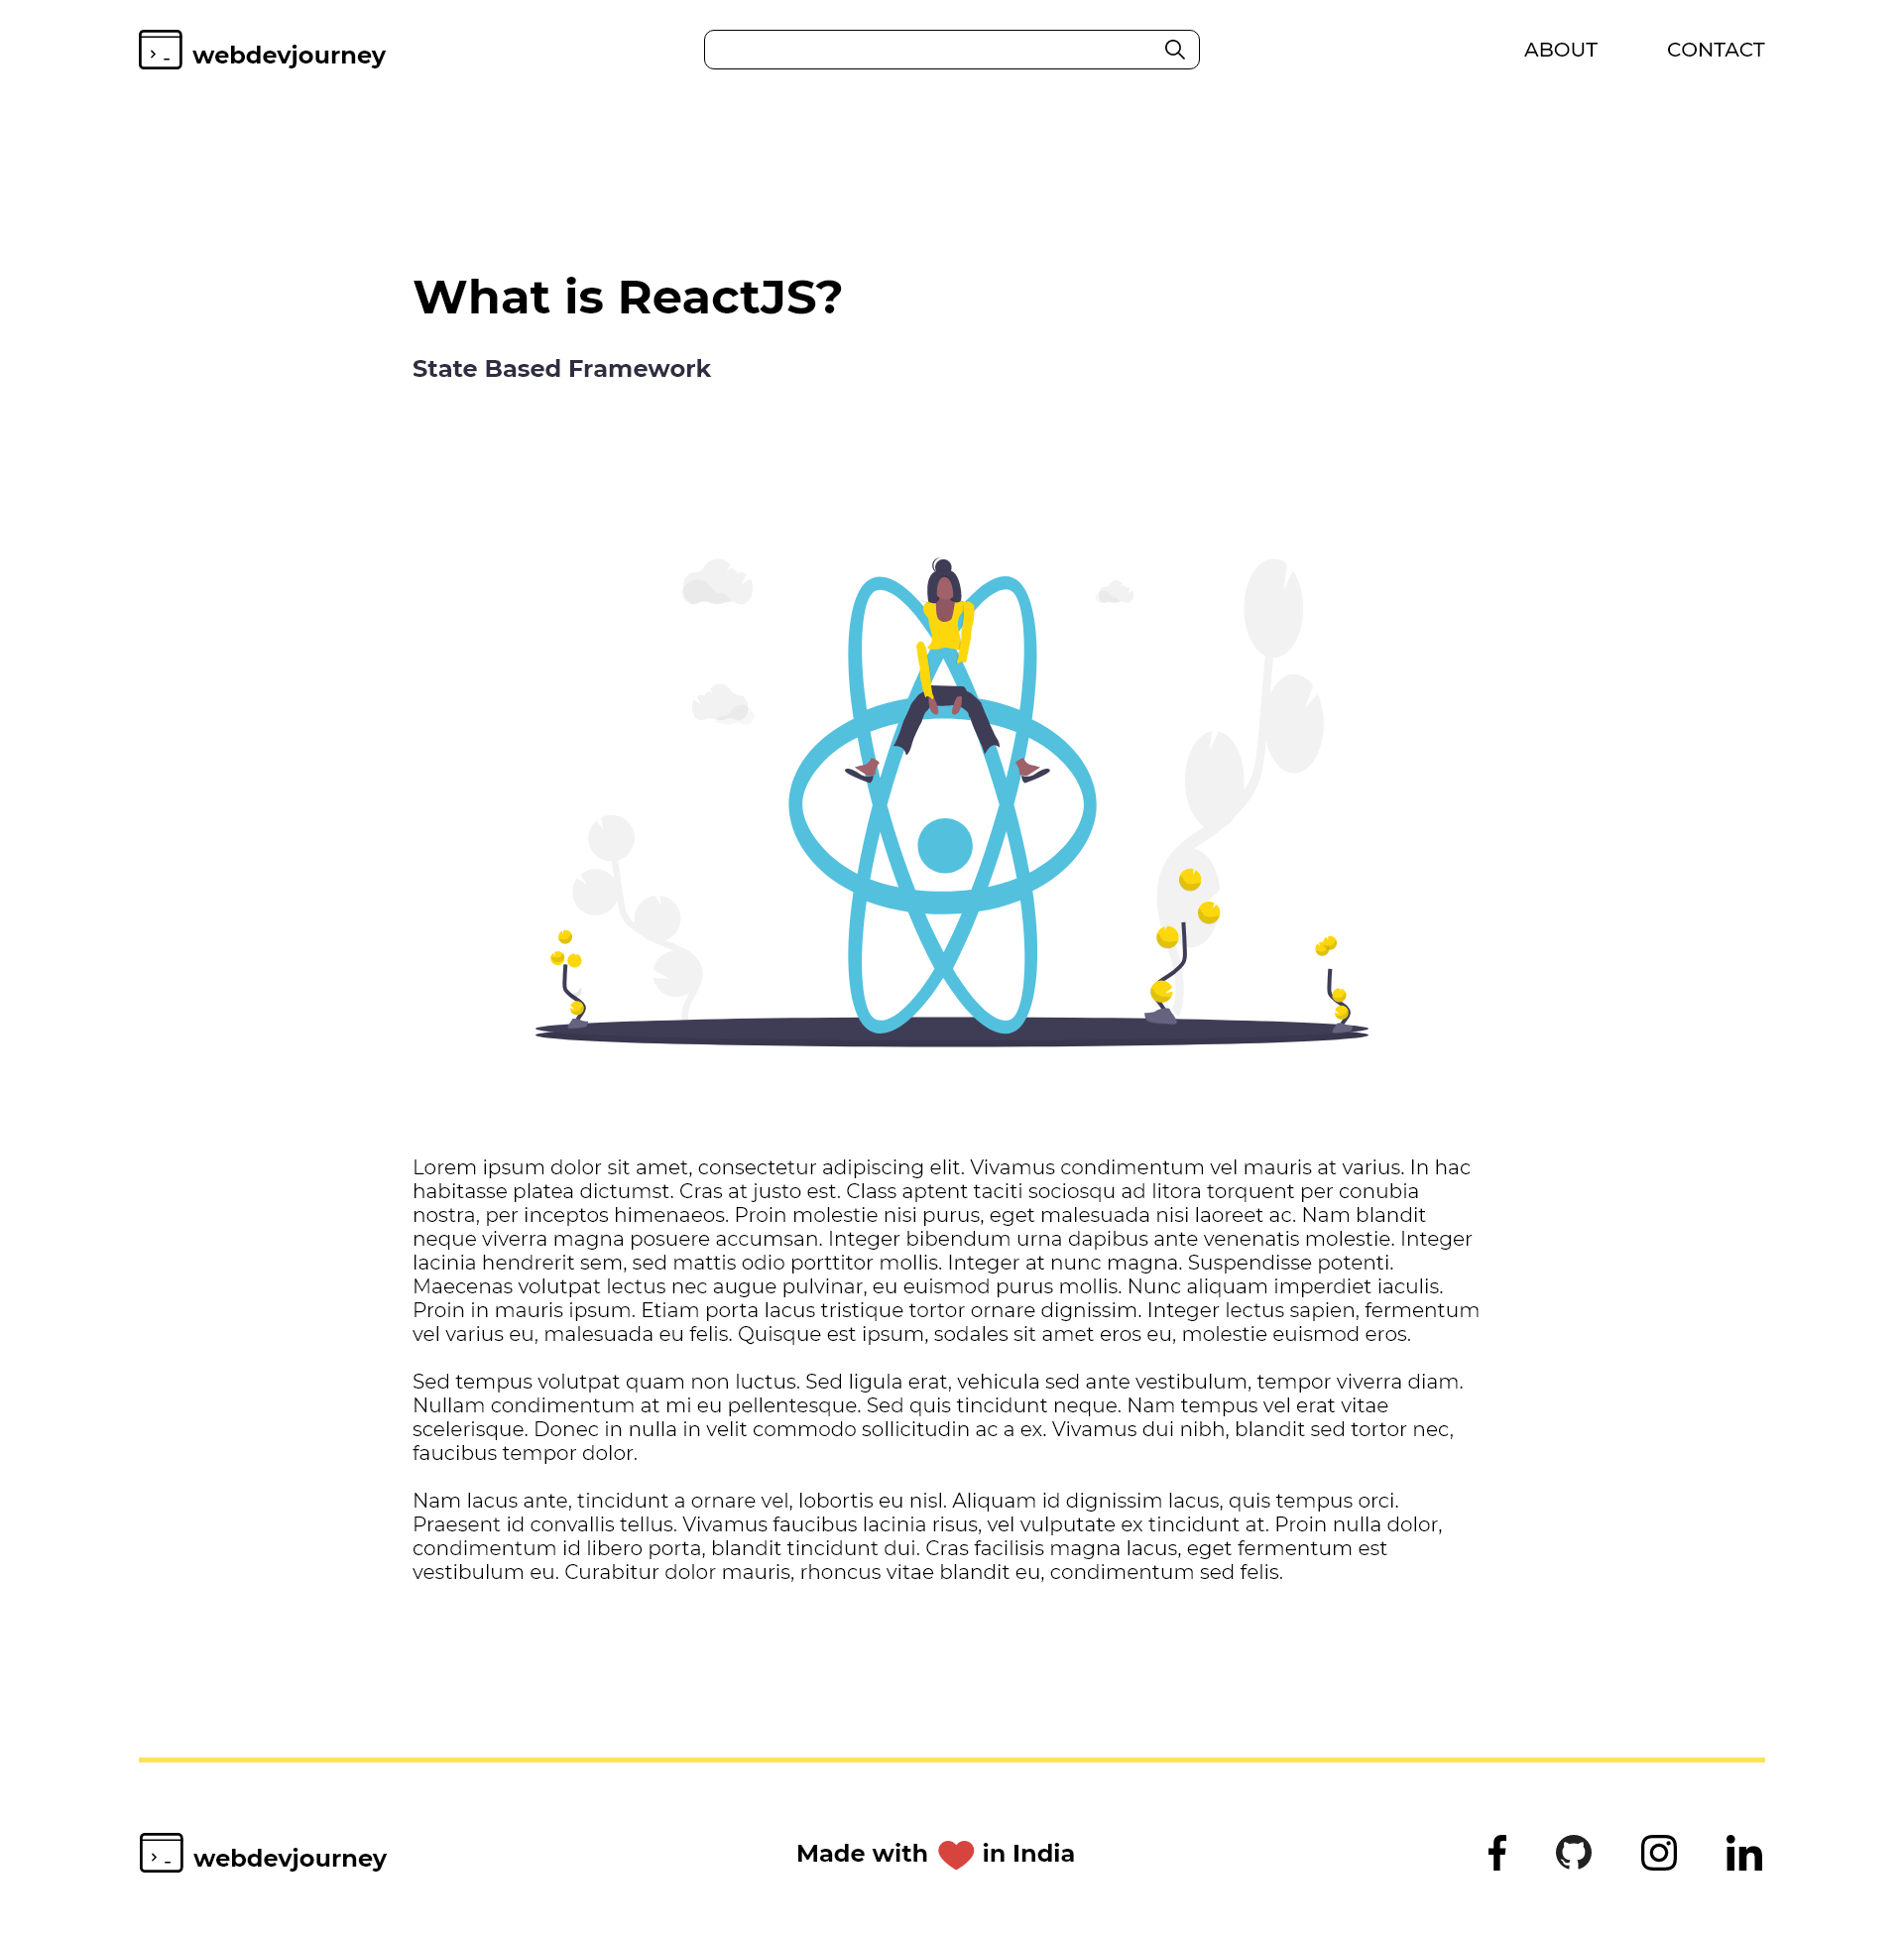 webdevjourney
ABOUT
CONTACT
What is ReactJS?
State Based Framework
Lorem ipsum dolor sit amet, consectetur adipiscing elit. Vivamus condimentum vel mauris at varius. In hac
habitasse platea dictumst. Cras at justo est. Class aptent taciti sociosqu ad litora torquent per conubia
nostra, per inceptos himenaeos. Proin molestie nisi purus, eget malesuada nisi laoreet ac. Nam blandit
neque viverra magna posuere accumsan. Integer bibendum urna dapibus ante venenatis molestie. Integer
lacinia hendrerit sem, sed mattis odio porttitor mollis. Integer at nunc magna. Suspendisse potenti.
Maecenas volutpat lectus nec augue pulvinar, eu euismod purus mollis. Nunc aliquam imperdiet iaculis.
Proin in mauris ipsum. Etiam porta lacus tristique tortor ornare dignissim. Integer lectus sapien, fermentum
vel varius eu, malesuada eu felis. Quisque est ipsum, sodales sit amet eros eu, molestie euismod eros.
Sed tempus volutpat quam non luctus. Sed ligula erat, vehicula sed ante vestibulum, tempor viverra diam.
Nullam condimentum at mi eu pellentesque. Sed quis tincidunt neque. Nam tempus vel erat vitae
scelerisque. Donec in nulla in velit commodo sollicitudin ac a ex. Vivamus dui nibh, blandit sed tortor nec,
faucibus tempor dolor.
Nam lacus ante, tincidunt a ornare vel, lobortis eu nisl. Aliquam id dignissim lacus, quis tempus orci.
Praesent id convallis tellus. Vivamus faucibus lacinia risus, vel vulputate ex tincidunt at. Proin nulla dolor,
condimentum id libero porta, blandit tincidunt dui. Cras facilisis magna lacus, eget fermentum est
vestibulum eu. Curabitur dolor mauris, rhoncus vitae blandit eu, condimentum sed felis.
webdevjourney
Made with in India